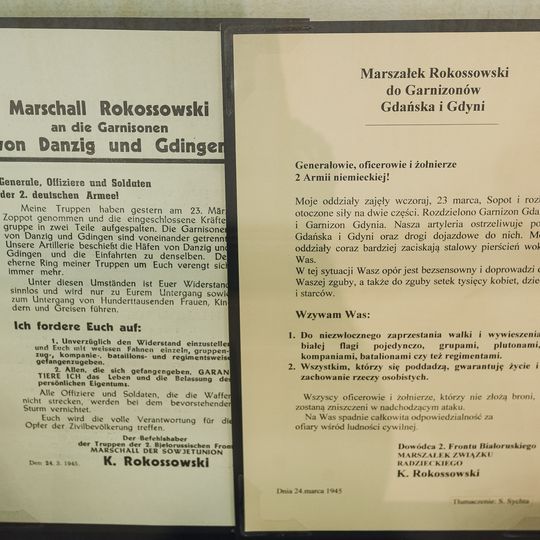 Marschall Rokossowski
an die Garnisonen
von Danzig und Gdingen
Generale, Offiziere und Soldaten
der 2. deutschen Armee!
Meine Truppen haben gestern am 23. März
Zoppot genommen und die eingeschlossene Kräfte-
gruppe in zwei Teile aufgespalten. Die Garnisonen
von Danzig und Gdingen sind voneinander getrennt.
Unsere Artillerie beschießt die Häfen von Danzig und
Gdingen und die Einfahrten zu denselben. Der
eherne Ring meiner Truppen um Euch verengt sich
immer mehr.
Unter diesen Umständen ist Euer Widerstand
sinnlos und wird nur zu Eurem Untergang sowie
zum Untergang von Hunderttausenden Frauen, Kin-
dern und Greisen führen.
Ich fordere Euch auf:
1. Unverzüglich den Widerstand einzustellen
und Euch mit weissen Fahnen einzeln, gruppen-,
zug-, kompanie-, bataillons- und regimentsweise
gefangenzugeben.
2. Allen, die sich gefangengeben, GARAN-
TIERE ICH das Leben und die Belassung des
persönlichen Eigentums.
Alle Offiziere und Soldaten, die die Waffen
nicht strecken, werden bei dem bevorstehenden
Sturm vernichtet.
Euch wird die volle Verantwortung für die
Opfer der Zivilbevölkerung treffen.
Der Befehlshaber
der Truppen der 2. Bjelorussischen Front
MARSCHALL DER SOWJETUNION
Den 24. 3. 1945. K. Rokossowski
Marszałek Rokossowski
do Garnizonów
Gdańska i Gdyni
Generałowie, oficerowie i żołnierze
2 Armii niemieckiej!
Moje oddziały zajęły wczoraj, 23 marca, Sopot i roz
otoczone siły na dwie części. Rozdzielono Garnizon Gda
i Garnizon Gdynia. Nasza artyleria ostrzeliwuje po
Gdańska i Gdyni oraz drogi dojazdowe do nich. Mo
oddziały coraz bardziej zaciskają stalowy pierścień wokó
Was.
W tej sytuacji Wasz opór jest bezsensowny i doprowadzi d
Waszej zguby, a także do zguby setek tysięcy kobiet, dzie
i starców.
Wzywam Was:
1. Do niezwłocznego zaprzestania walki i wywieszenia
białej flagi pojedynczo, grupami, plutonami,
kompaniami, batalionami czy też regimentami.
2. Wszystkim, którzy się poddadzą, gwarantuję życie i
zachowanie rzeczy osobistych.
Wszyscy oficerowie i żołnierze, którzy nie złożą broni,
zostaną zniszczeni w nadchodzącym ataku.
Na Was spadnie całkowita odpowiedzialność za
ofiary wśród ludności cywilnej.
Dowódca 2. Frontu Białoruskiego
MARSZAŁEK ZWIĄZKU
RADZIECKIEGO
K. Rokossowski
Dnia 24.marca 1945
Tłumaczenie: S. Sychta